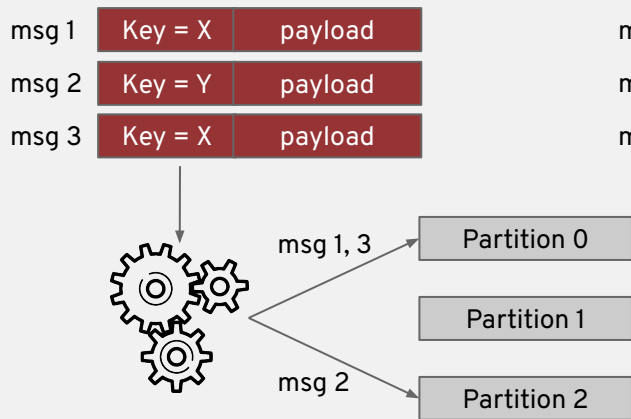 msg 1 Key = X payload
msg 2 Key = Y payload
msg 3 Key = X payload
msg 1, 3
Partition 0
Partition 1
msg 2
Partition 2